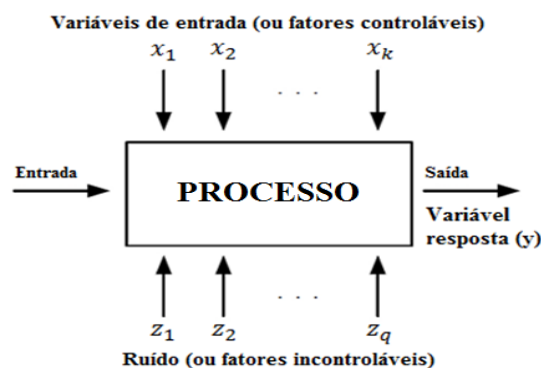 Variáveis de entrada (ou fatores controláveis)
x₁ x₂ . . . xₖ
Entrada
PROCESSO
Saída
Variável
resposta (y)
z₁ z₂ . . . z_q
Ruído (ou fatores incontroláveis)